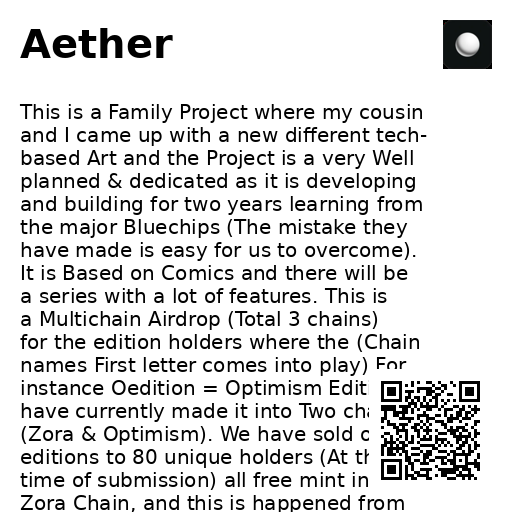 Aether
This is a Family Project where my cousin
and I came up with a new different tech-
based Art and the Project is a very Well
planned & dedicated as it is developing
and building for two years learning from
the major Bluechips (The mistake they
have made is easy for us to overcome).
It is Based on Comics and there will be
a series with a lot of features. This is
a Multichain Airdrop (Total 3 chains)
for the edition holders where the (Chain
names First letter comes into play) For
instance Oedition = Optimism
have currently made it into Two
(Zora & Optimism). We have sold
editions to 80 unique holders (At
time of submission) all free mint in
Zora Chain, and this is happened from